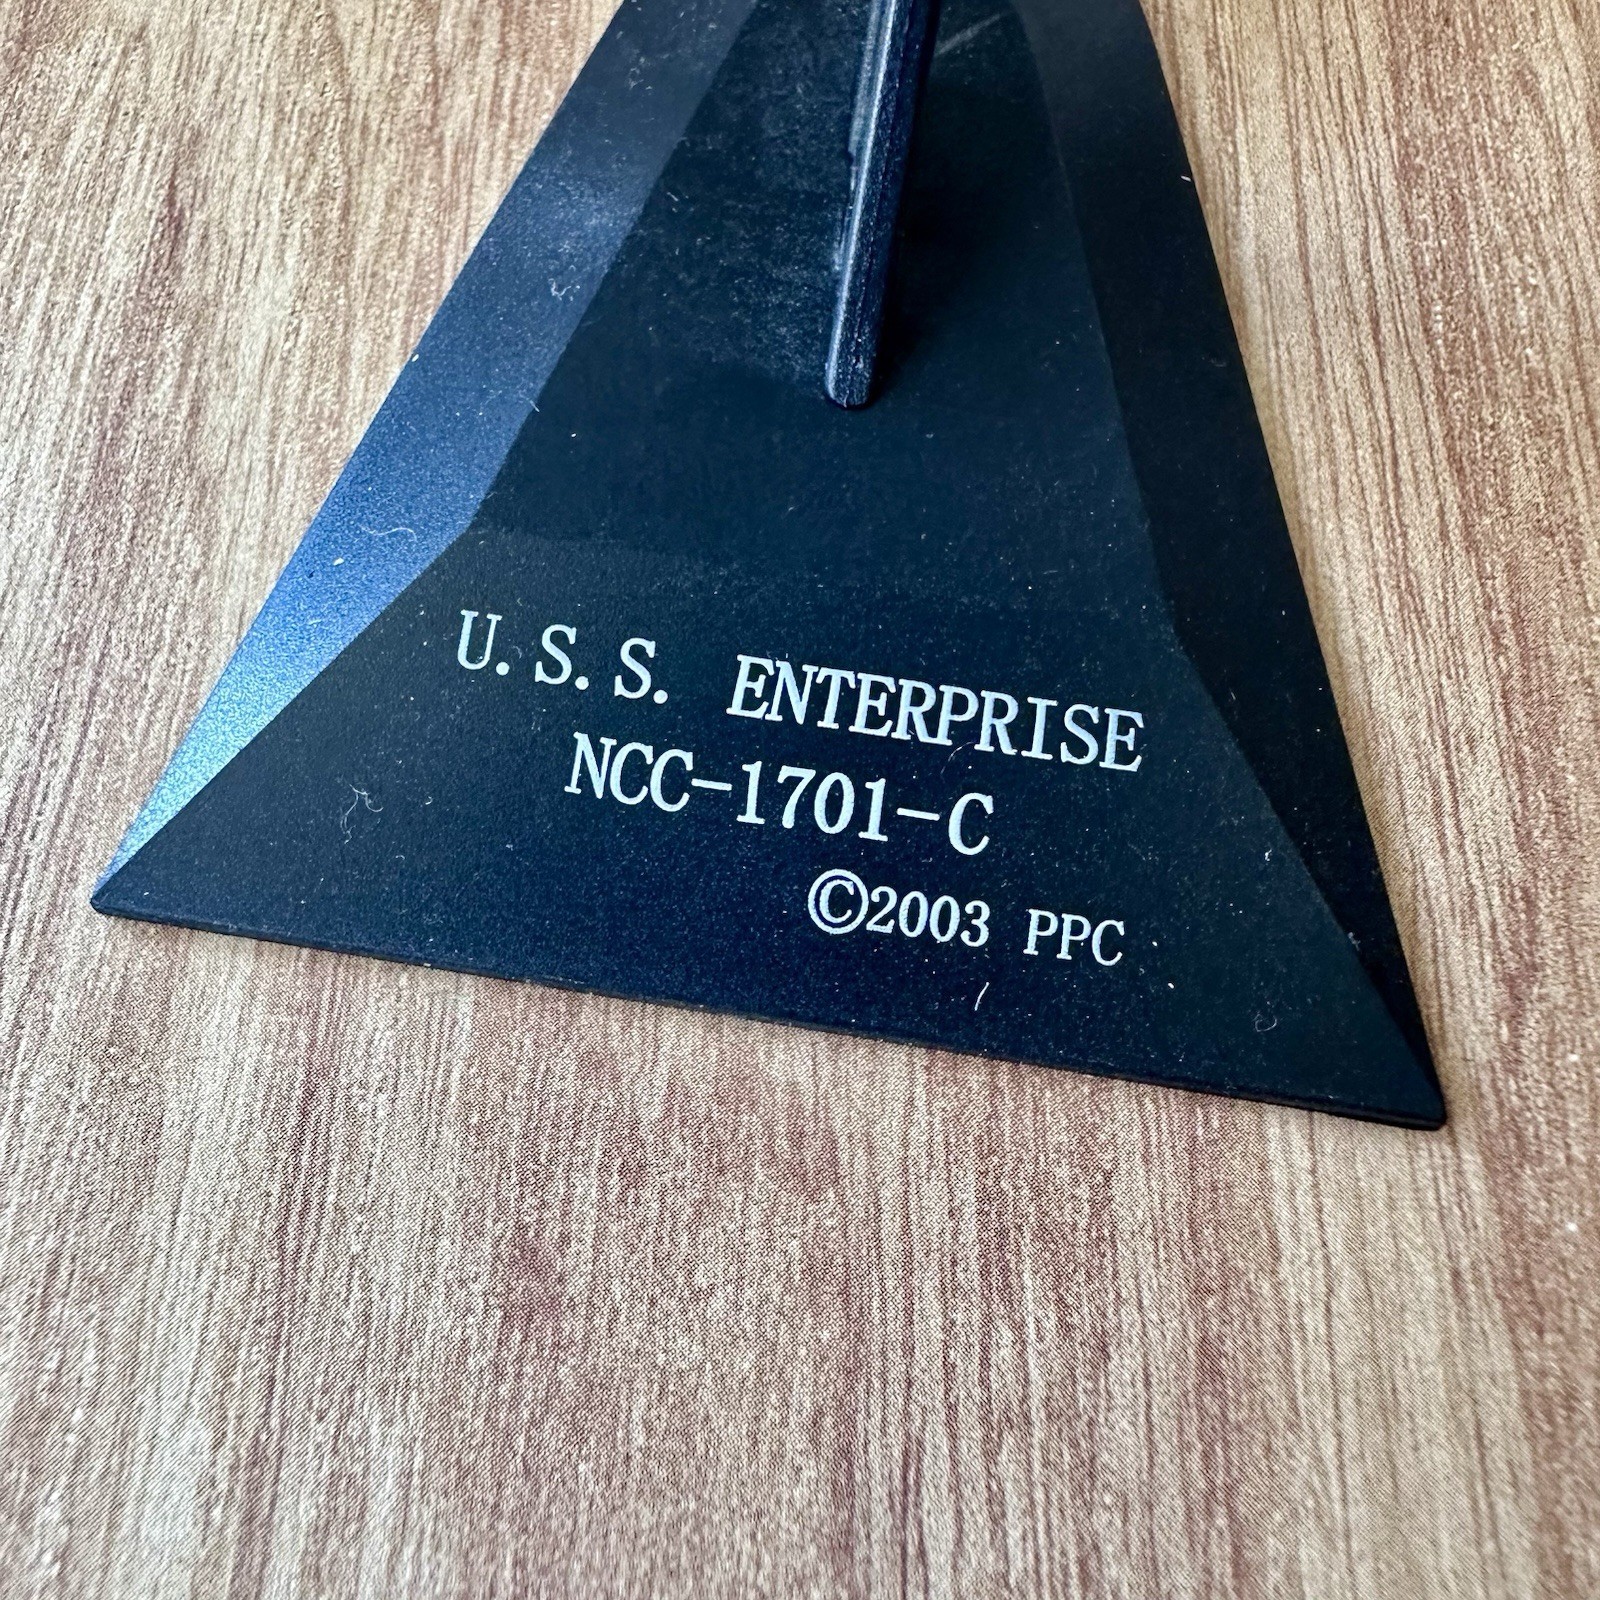 U.S.S. ENTERPRISE
NCC-1701-C
©2003 PPC